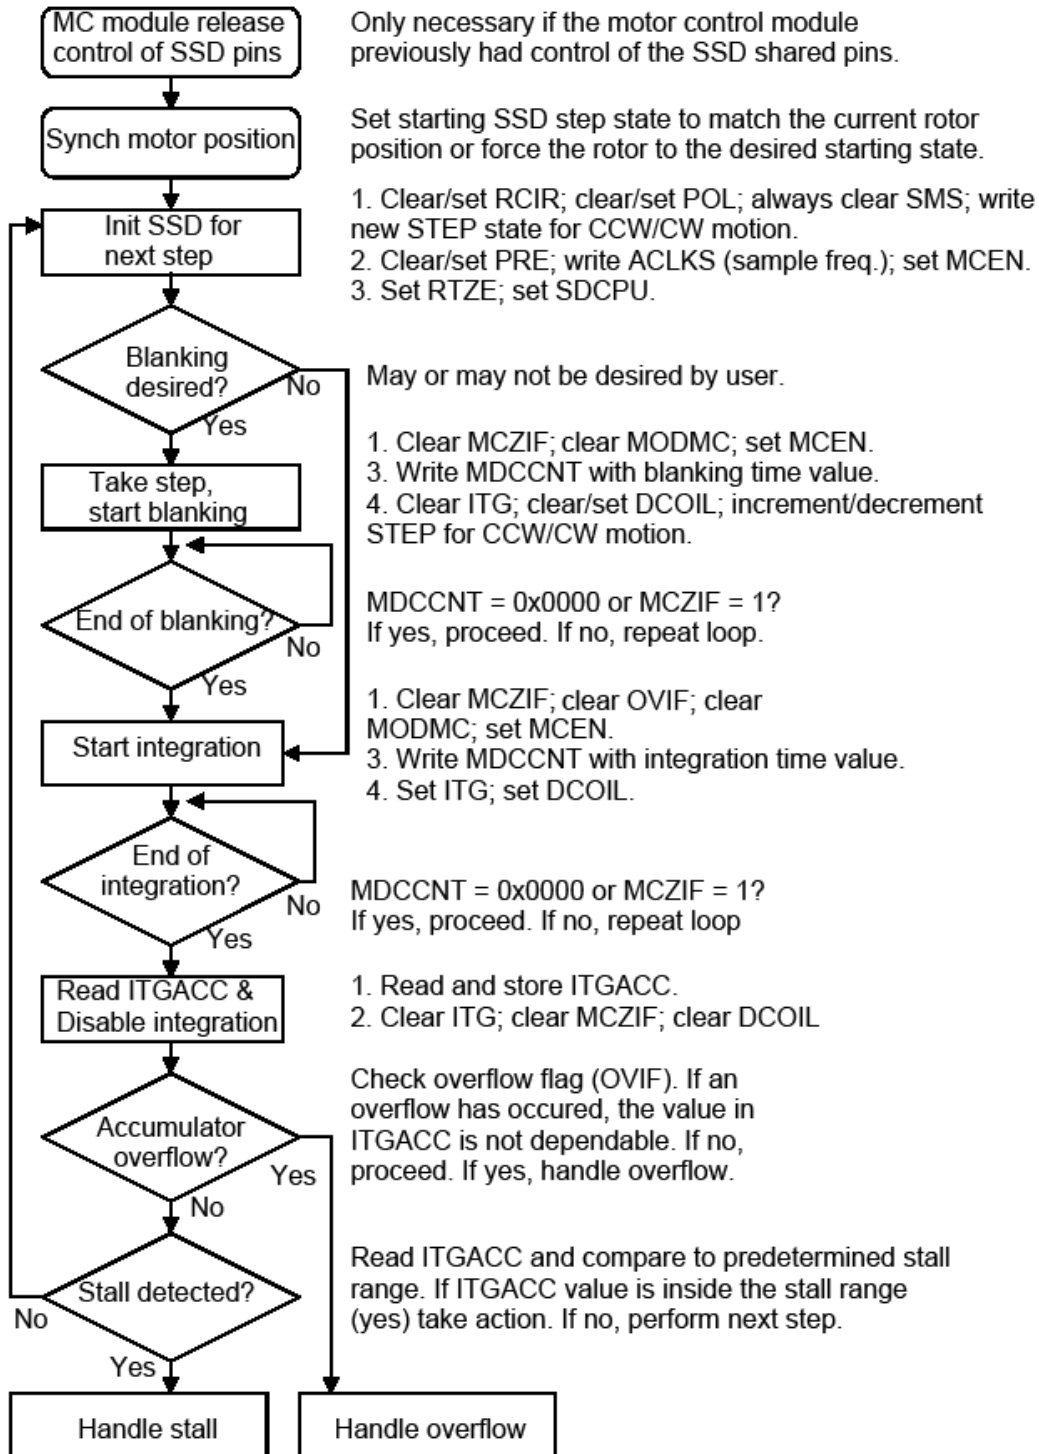 MC module release
control of SSD pins
Only necessary if the motor control module
previously had control of the SSD shared pins.
Synch motor position
Set starting SSD step state to match the current rotor
position or force the rotor to the desired starting state.
Init SSD for
next step
1. Clear/set RCIR; clear/set POL; always clear SMS; write
new STEP state for CCW/CW motion.
2. Clear/set PRE; write ACLKS (sample freq.); set MCEN.
3. Set RTZE; set SDCPU.
Blanking
desired?
No
Yes
May or may not be desired by user.
Take step,
start blanking
1. Clear MCZIF; clear MODMC; set MCEN.
3. Write MDCCNT with blanking time value.
4. Clear ITG; clear/set DCOIL; increment/decrement
STEP for CCW/CW motion.
End of blanking?
No
Yes
MDCCNT = 0x0000 or MCZIF = 1?
If yes, proceed. If no, repeat loop.
Start integration
1. Clear MCZIF; clear OVIF; clear
MODMC; set MCEN.
3. Write MDCCNT with integration time value.
4. Set ITG; set DCOIL.
End of
integration?
No
Yes
MDCCNT = 0x0000 or MCZIF = 1?
If yes, proceed. If no, repeat loop
Read ITGACC &
Disable integration
1. Read and store ITGACC.
2. Clear ITG; clear MCZIF; clear DCOIL
Accumulator
overflow?
Yes
No
Check overflow flag (OVIF). If an
overflow has occured, the value in
ITGACC is not dependable. If no,
proceed. If yes, handle overflow.
Stall detected?
No
Yes
Read ITGACC and compare to predetermined stall
range. If ITGACC value is inside the stall range
(yes) take action. If no, perform next step.
Handle stall
Handle overflow